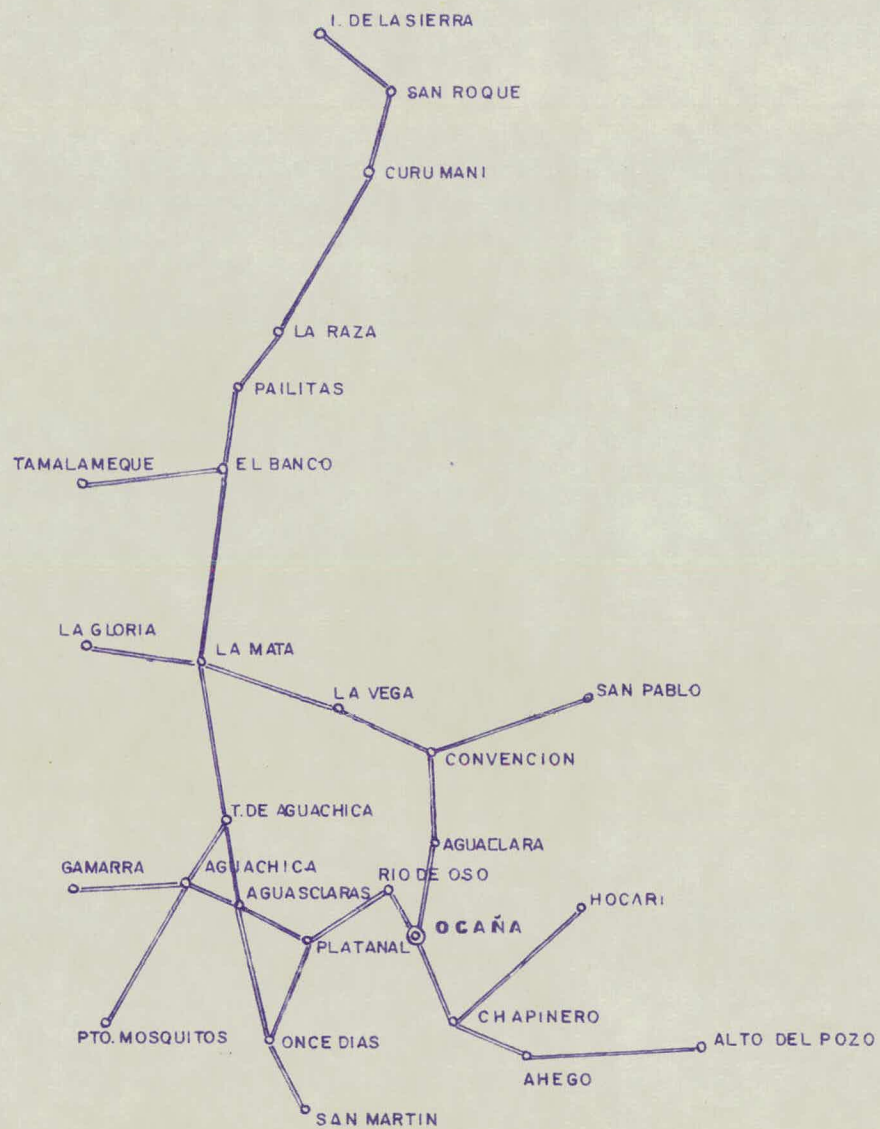 I. DE LA SIERRA
SAN ROQUE
CURUMANI
LA RAZA
PAILITAS
TAMALAMEQUE
EL BANCO
LA GLORIA
LA MATA
LA VEGA
SAN PABLO
CONVENCION
T. DE AGUACHICA
AGUACLARA
GAMARRA
AGUACHICA
RIO DE OSO
AGUASCLARAS
HOCARI
OCAÑA
PLATANAL
CHAPINERO
PTO. MOSQUITOS
ONCE DIAS
ALTO DEL POZO
AHEGO
SAN MARTIN